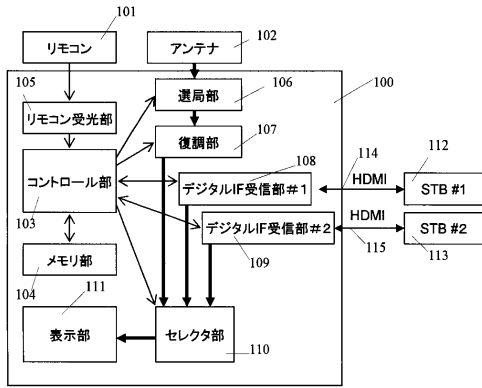 101
リモコン
アンテナ
102
105
106
100
選局部
リモコン受光部
107
復調部
108
112
114
コントロール部
デジタルIF受信部#1
HDMI
STB #1
103
デジタルIF受信部#2
HDMI
STB #2
メモリ部
104
109
115
113
111
表示部
セレクタ部
110